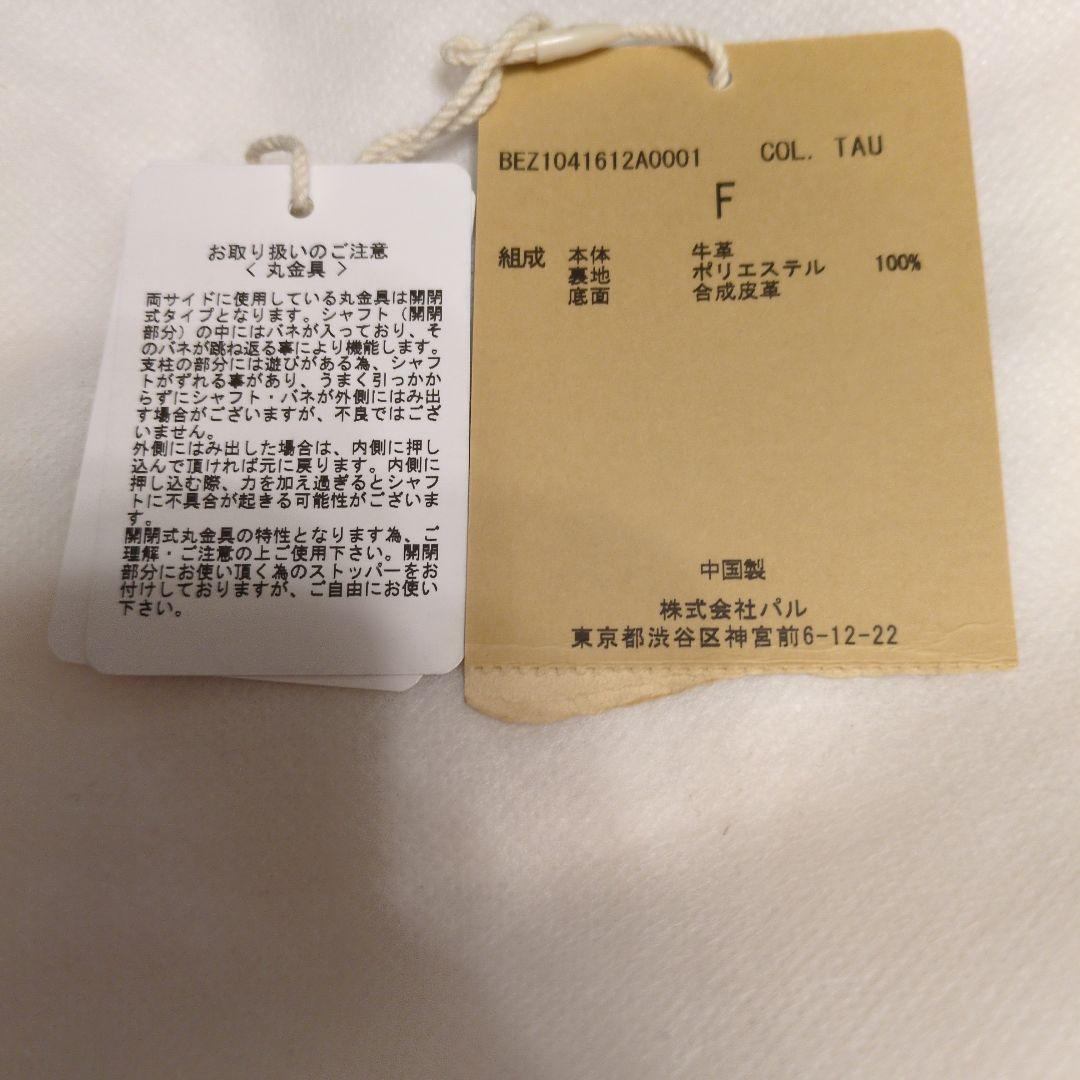 お取り扱いのご注意
< 丸金具 >
両サイドに使用している丸金具は開閉
式タイプとなります。シャフト（開閉
部分）の中にはバネが入っており、そ
のバネが跳ね返る事により機能します。
支柱の部分には遊びがある為、シャフ
トがずれる事があり、うまく引っかか
らずにシャフト・バネが外側にはみ出
す場合がございますが、不良ではござ
いません。
外側にはみ出した場合は、内側に押し
込んで頂ければ元に戻ります。内側に
押し込む際、力を加え過ぎるとシャフ
トに不具合が起きる可能性がございま
す。
開閉式丸金具の特性となります為、ご
理解・ご注意の上ご使用下さい。開閉
部分にお使い頂く為のストッパーをお
付けしておりますが、ご自由にお使い
下さい。
BEZ1041612A0001 COL. TAU
F
組成 本体 牛革
裏地 ポリエステル 100%
底面 合成皮革
中国製
株式会社パル
東京都渋谷区神宮前6-12-22